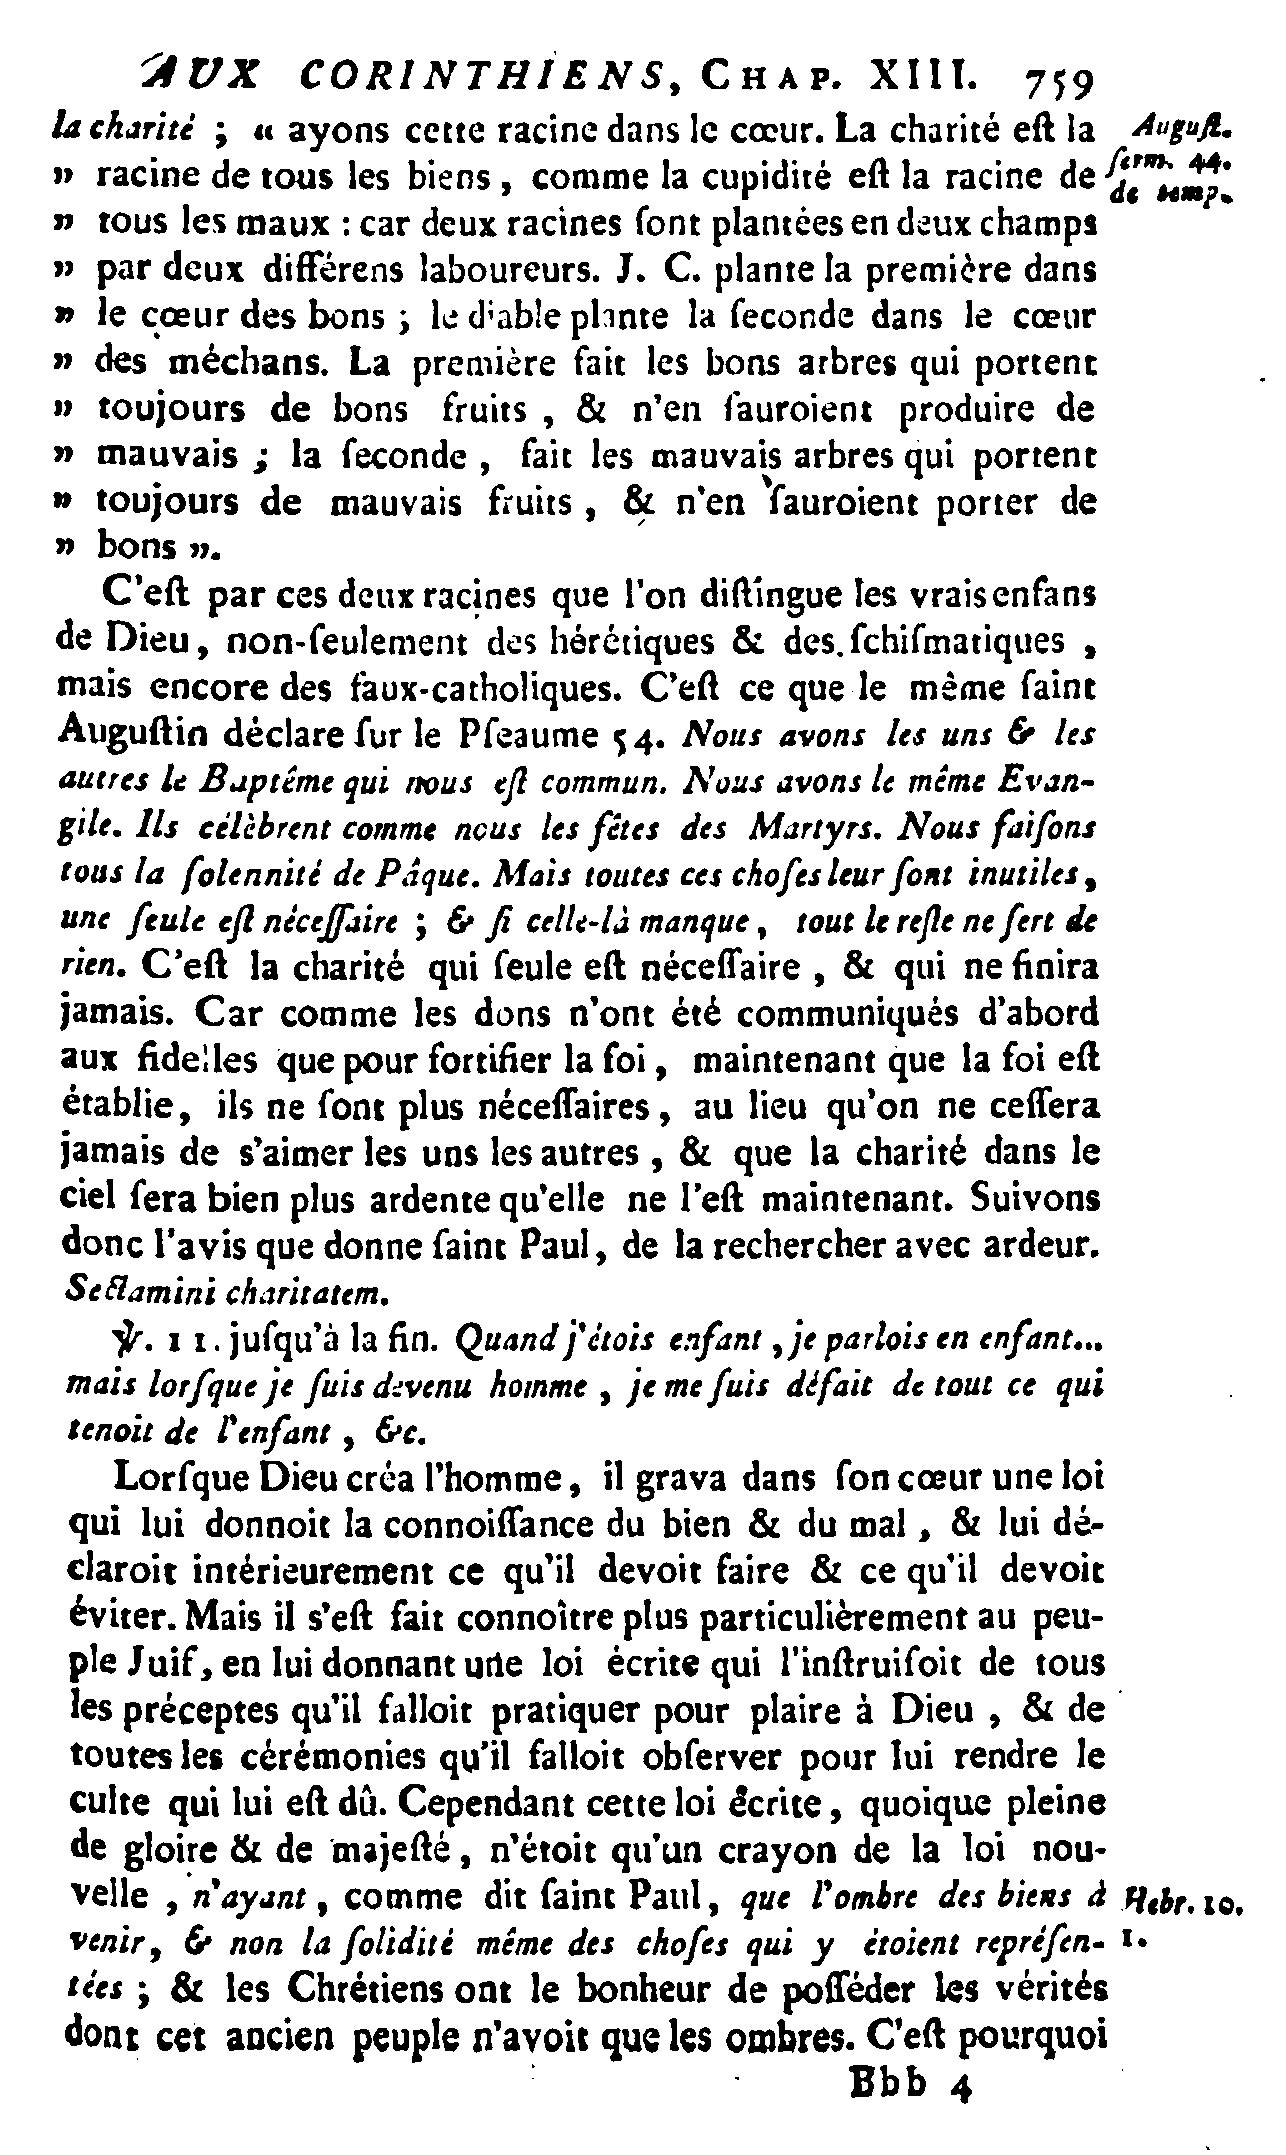 AUX CORINTHIENS, CHAP. XIII. 759
la charité ; “ ayons cette racine dans le cœur. La charité eſt la
” racine de tous les biens, comme la cupidité eſt la racine de
” tous les maux : car deux racines ſont plantées en deux champs
” par deux différens laboureurs. J. C. plante la première dans
” le cœur des bons ; le diable plante la ſeconde dans le cœur
” des méchans. La première fait les bons arbres qui portent
” toujours de bons fruits, & n'en ſauroient produire de
” mauvais ; la ſeconde, fait les mauvais arbres qui portent
” toujours de mauvais fruits, & n'en ſauroient porter de
” bons ”.
Auguſt.
ſerm. 44.
de temp.
C'eſt par ces deux racines que l'on diſtingue les vrais enfans
de Dieu, non-ſeulement des hérétiques & des ſchiſmatiques,
mais encore des faux-catholiques. C'eſt ce que le même ſaint
Auguſtin déclare ſur le Pſeaume 54. Nous avons les uns & les
autres le Baptême qui nous eſt commun. Nous avons le même Evan-
gile. Ils célèbrent comme nous les fêtes des Martyrs. Nous faiſons
tous la ſolennité de Pâque. Mais toutes ces choſes leur ſont inutiles,
une ſeule eſt néceſſaire ; & ſi celle-là manque, tout le reſte ne ſert de
rien. C'eſt la charité qui ſeule eſt néceſſaire, & qui ne finira
jamais. Car comme les dons n'ont été communiqués d'abord
aux fidelles que pour fortifier la foi, maintenant que la foi eſt
établie, ils ne ſont plus néceſſaires, au lieu qu'on ne ceſſera
jamais de s'aimer les uns les autres, & que la charité dans le
ciel ſera bien plus ardente qu'elle ne l'eſt maintenant. Suivons
donc l'avis que donne ſaint Paul, de la rechercher avec ardeur.
Sectamini charitatem.
℣. 11. juſqu'à la fin. Quand j'étois enfant, je parlois en enfant...
mais lorſque je ſuis devenu homme, je me ſuis défait de tout ce qui
tenoit de l'enfant, &c.
Lorſque Dieu créa l'homme, il grava dans ſon cœur une loi
qui lui donnoit la connoiſſance du bien & du mal, & lui dé-
claroit intérieurement ce qu'il devoit faire & ce qu'il devoit
éviter. Mais il s'eſt fait connoître plus particulièrement au peu-
ple Juif, en lui donnant une loi écrite qui l'inſtruiſoit de tous
les préceptes qu'il falloit pratiquer pour plaire à Dieu, & de
toutes les cérémonies qu'il falloit obſerver pour lui rendre le
culte qui lui eſt dû. Cependant cette loi écrite, quoique pleine
de gloire & de majeſté, n'étoit qu'un crayon de la loi nou-
velle, n'ayant, comme dit ſaint Paul, que l'ombre des biens à
venir, & non la ſolidité même des choſes qui y étoient repréſen-
tées ; & les Chrétiens ont le bonheur de poſſéder les vérités
dont cet ancien peuple n'avoit que les ombres. C'eſt pourquoi
Hebr. 10.
1.
Bbb 4